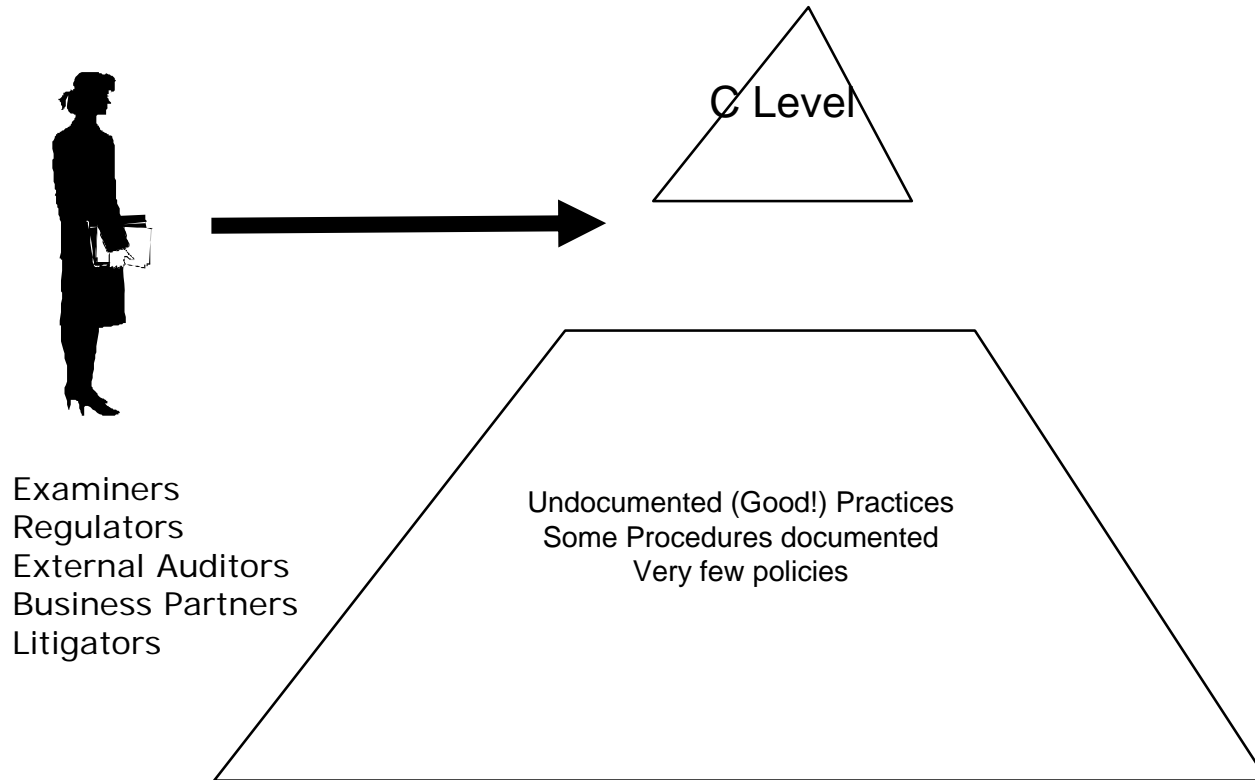 C Level
Examiners
Regulators
External Auditors
Business Partners
Litigators
Undocumented (Good!) Practices
Some Procedures documented
Very few policies